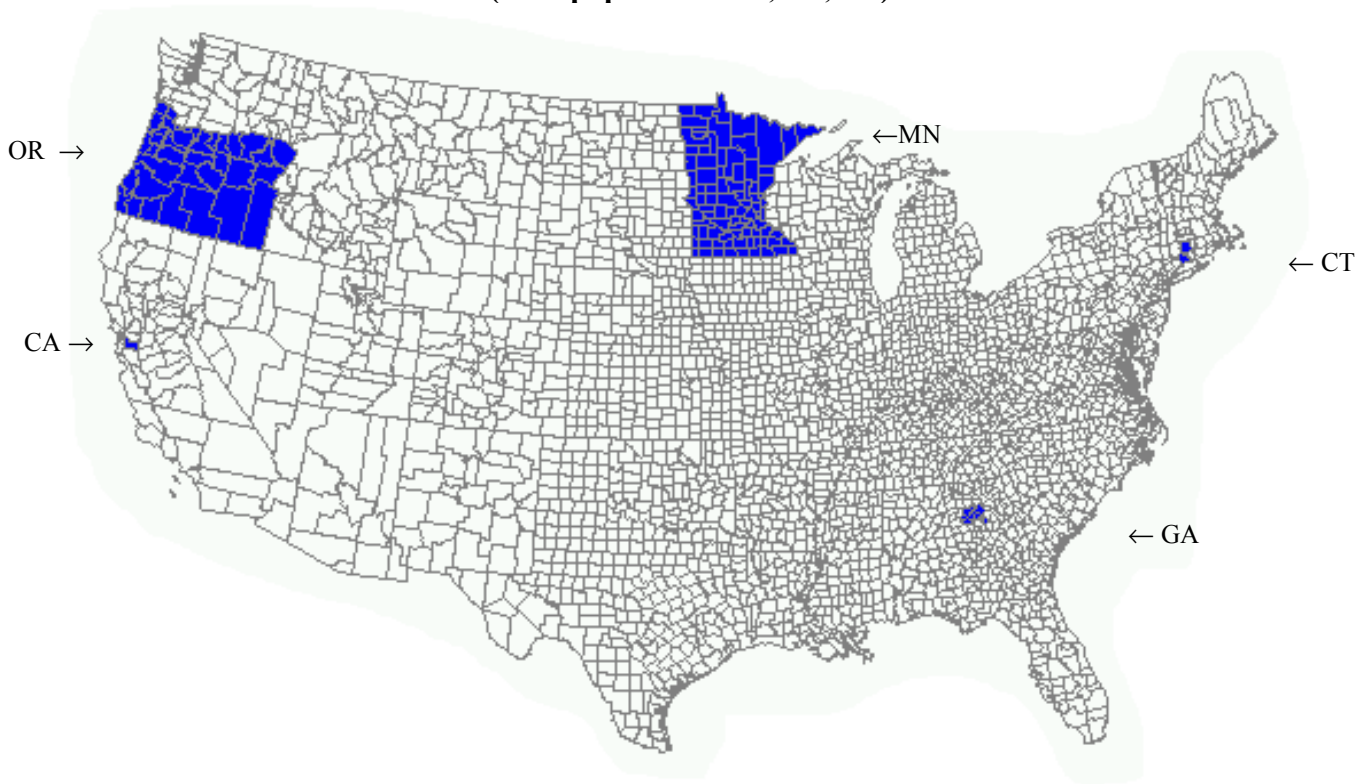 OR →
←MN
← CT
CA →
← GA